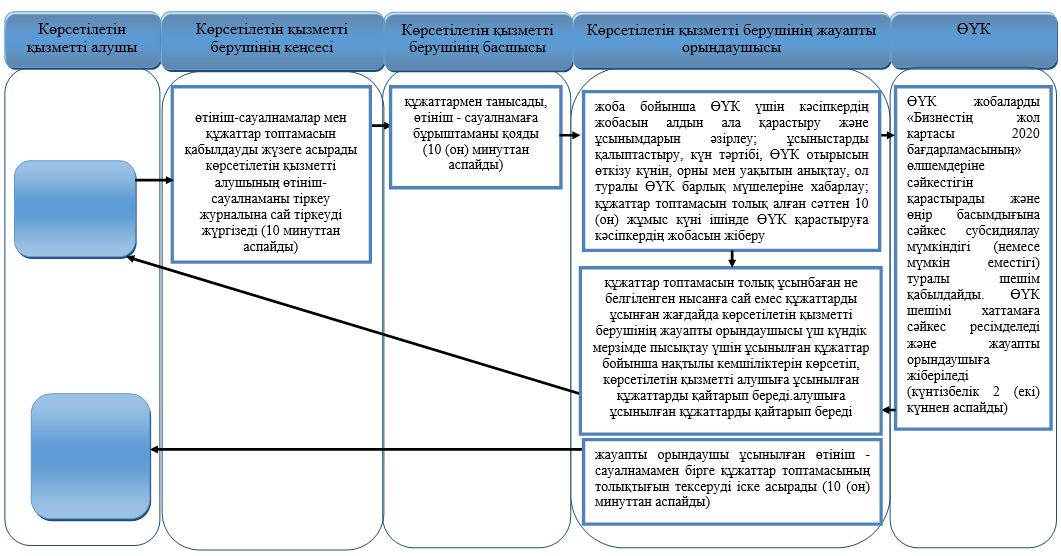 Көрсетілетін
қызметті алушы
Көрсетілетін қызметті
берушінің кеңсесі
Көрсетілетін қызметті
берушінің басшысы
Көрсетілетін қызметті берушінің жауапты
орындаушысы
ӨҮК
өтініш-сауалнамалар мен
құжаттар топтамасын
қабылдауды жүзеге асырады
көрсетілетін қызметті
алушының өтініш-
сауалнаманы тіркеу
журналына сай тіркеуді
жүргізеді (10 минуттан
аспайды)
құжаттармен танысады,
өтініш - сауалнамаға
бұрыштаманы қояды
(10 (он) минуттан
аспайды)
жоба бойынша ӨҮК үшін кәсіпкердің
жобасын алдын ала қарастыру және
ұсынымдарын әзірлеу; ұсыныстарды
қалыптастыру, күн тәртібі, ӨҮК отырысын
өткізу күнін, орны мен уақытын анықтау, ол
туралы ӨҮК барлық мүшелеріне хабарлау;
құжаттар топтамасын толық алған сәттен 10
(он) жұмыс күні ішінде ӨҮК қарастыруға
кәсіпкердің жобасын жіберу
құжаттар топтамасын толық ұсынбаған не
белгіленген нысанға сай емес құжаттарды
ұсынған жағдайда көрсетілетін қызметті
берушінің жауапты орындаушысы үш күндік
мерзімде пысықтау үшін ұсынылған құжаттар
бойынша нақтылы кемшіліктерін көрсетіп,
көрсетілетін қызметті алушыға ұсынылған
құжаттарды қайтарып береді.алушыға
ұсынылған құжаттарды қайтарып береді
жауапты орындаушы ұсынылған өтініш -
сауалнамамен бірге құжаттар топтамасының
толықтығын тексеруді іске асырады (10 (он)
минуттан аспайды)
ӨҮК жобаларды
«Бизнестің жол
картасы 2020
бағдарламасының»
өлшемдеріне
сәйкестігін
қарастырады және
өңір басымдығына
сәйкес субсидиялау
мүмкіндігі (немесе
мүмкін еместігі)
туралы шешім
қабылдайды. ӨҮК
шешімі хаттамаға
сәйкес ресімделеді
және жауапты
орындаушыға
жіберіледі
(күнтізбелік 2 (екі)
күннен аспайды)